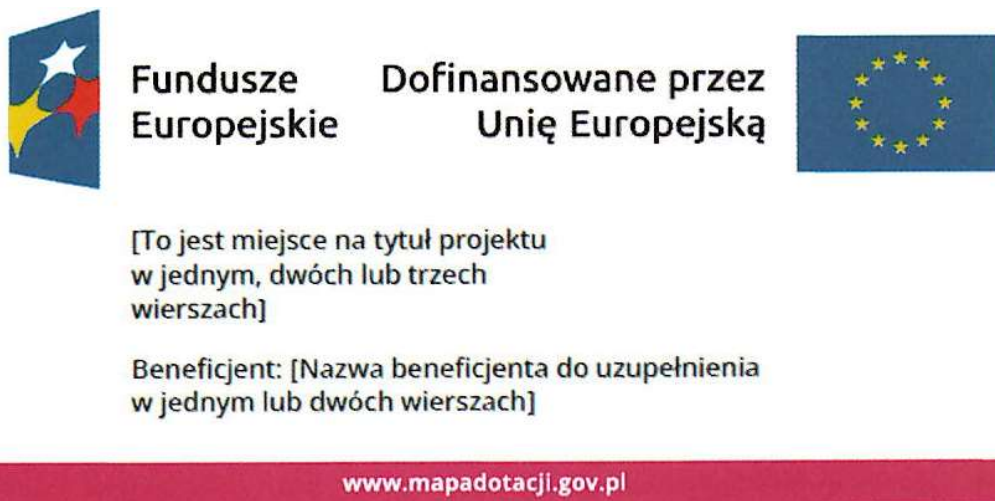 Fundusze
Europejskie
Dofinansowane przez
Unię Europejską
[To jest miejsce na tytuł projektu
w jednym, dwóch lub trzech
wierszach]
Beneficjent: [Nazwa beneficjenta do uzupełnienia
w jednym lub dwóch wierszach]
www.mapadotacji.gov.pl